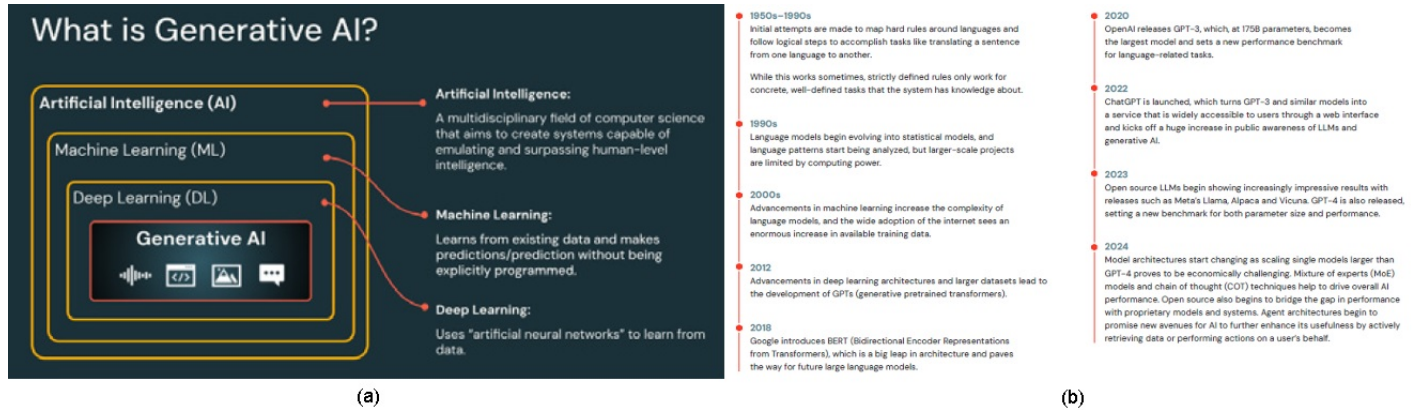 What is Generative AI?
Artificial Intelligence (AI)
Machine Learning (ML)
Deep Learning (DL)
Generative AI
Artificial Intelligence:
A multidisciplinary field of computer science
that aims to create systems capable of
emulating and surpassing human-level
intelligence.
Machine Learning:
Learns from existing data and makes
predictions/prediction without being
explicitly programmed.
Deep Learning:
Uses “artificial neural networks” to learn from
data.
(a)
1950s–1990s
Initial attempts are made to map hard rules around languages and
follow logical steps to accomplish tasks like translating a sentence
from one language to another.
While this works sometimes, strictly defined rules only work for
concrete, well-defined tasks that the system has knowledge about.
1990s
Language models begin evolving into statistical models, and
language patterns start being analyzed, but larger-scale projects
are limited by computing power.
2000s
Advancements in machine learning increase the complexity of
language models, and the wide adoption of the internet sees an
enormous increase in available training data.
2012
Advancements in deep learning architectures and larger datasets lead to
the development of GPTs (generative pretrained transformers).
2018
Google introduces BERT (Bidirectional Encoder Representations
from Transformers), which is a big leap in architecture and paves
the way for future large language models.
2020
OpenAI releases GPT-3, which, at 175B parameters, becomes
the largest model and sets a new performance benchmark
for language-related tasks.
2022
ChatGPT is launched, which turns GPT-3 and similar models into
a service that is widely accessible to users through a web interface
and kicks off a huge increase in public awareness of LLMs and
generative AI.
2023
Open source LLMs begin showing increasingly impressive results with
releases such as Meta's Llama, Alpaca and Vicuna. GPT-4 is also released,
setting a new benchmark for both parameter size and performance.
2024
Model architectures start changing as scaling single models larger than
GPT-4 proves to be economically challenging. Mixture of experts (MoE)
models and chain of thought (COT) techniques help to drive overall AI
performance. Open source also begins to bridge the gap in performance
with proprietary models and systems. Agent architectures begin to
promise new avenues for AI to further enhance its usefulness by actively
retrieving data or performing actions on a user's behalf.
(b)